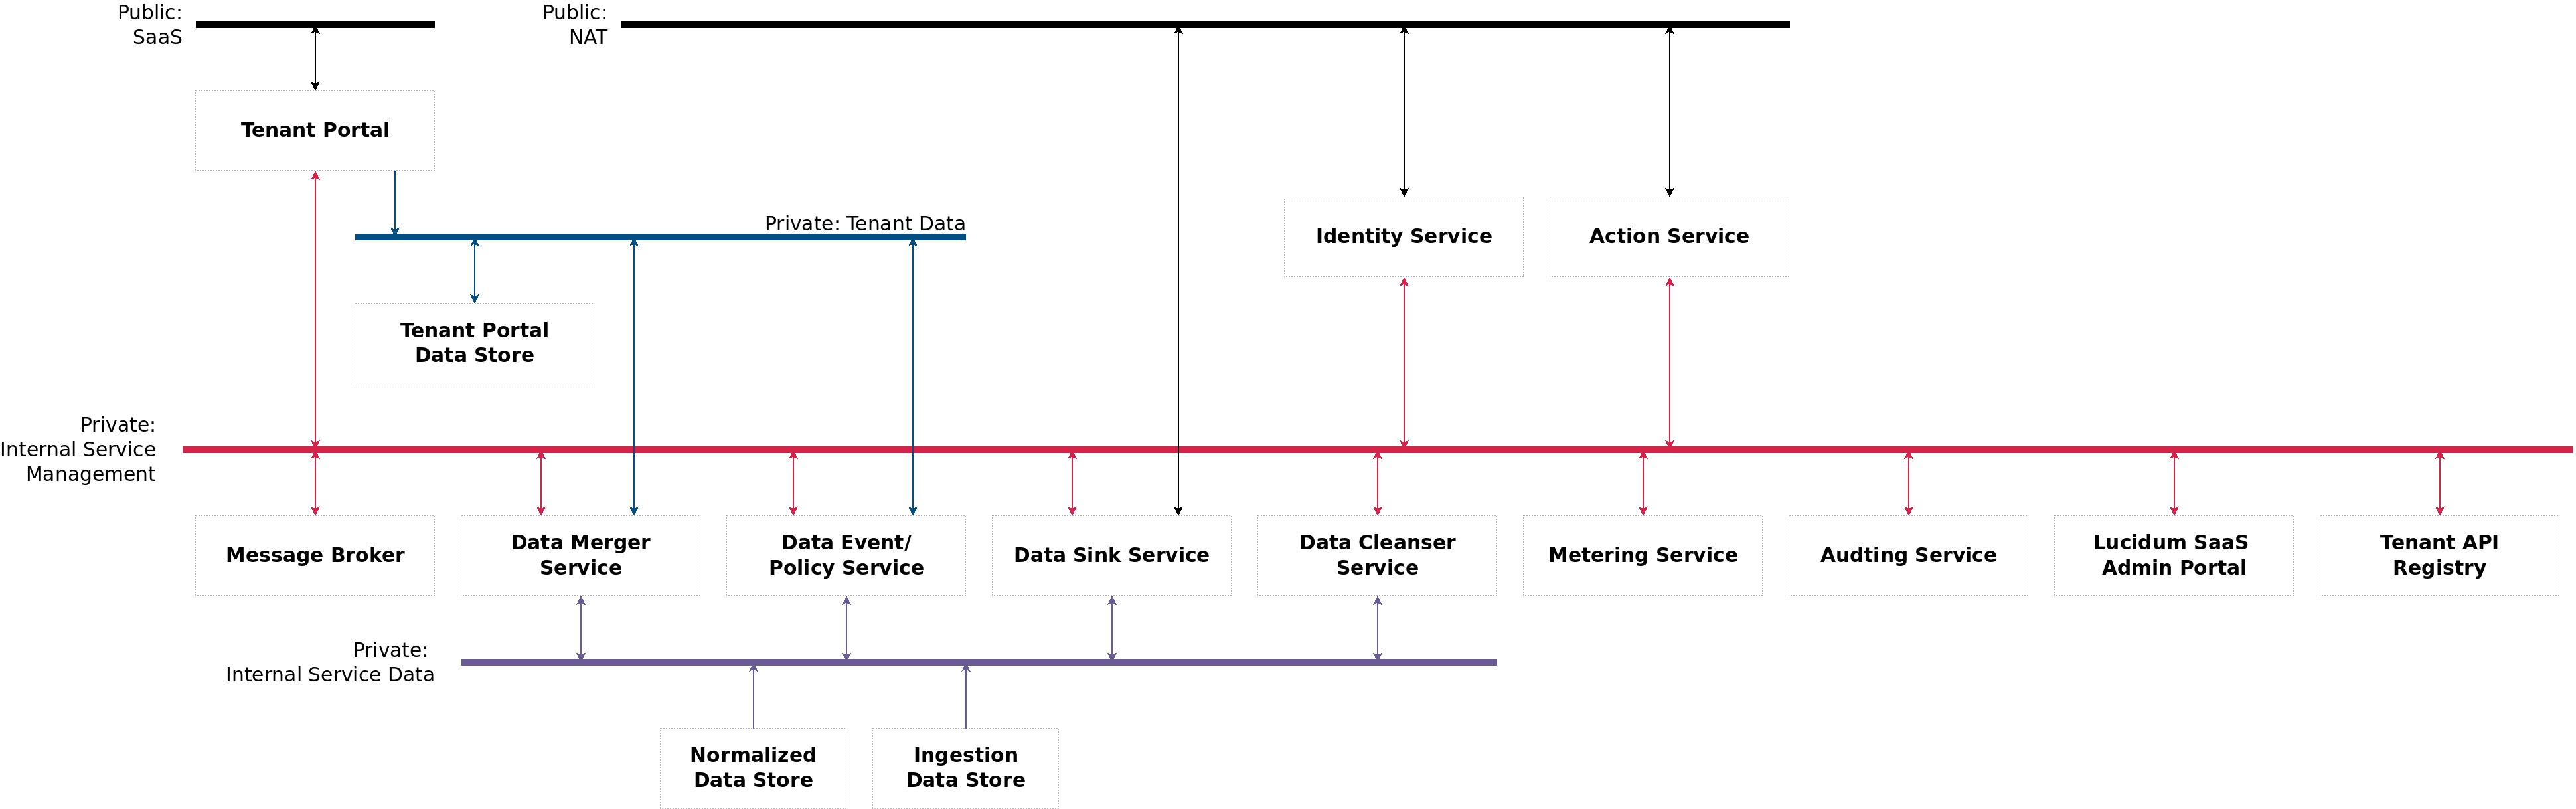 Public:
SaaS
Public:
NAT
Tenant Portal
Private: Tenant Data
Identity Service
Action Service
Tenant Portal
Data Store
Private:
Internal Service
Management
Message Broker
Data Merger
Service
Data Event/
Policy Service
Data Sink Service
Data Cleanser
Service
Metering Service
Audting Service
Lucidum SaaS
Admin Portal
Tenant API
Registry
Private:
Internal Service Data
Normalized
Data Store
Ingestion
Data Store